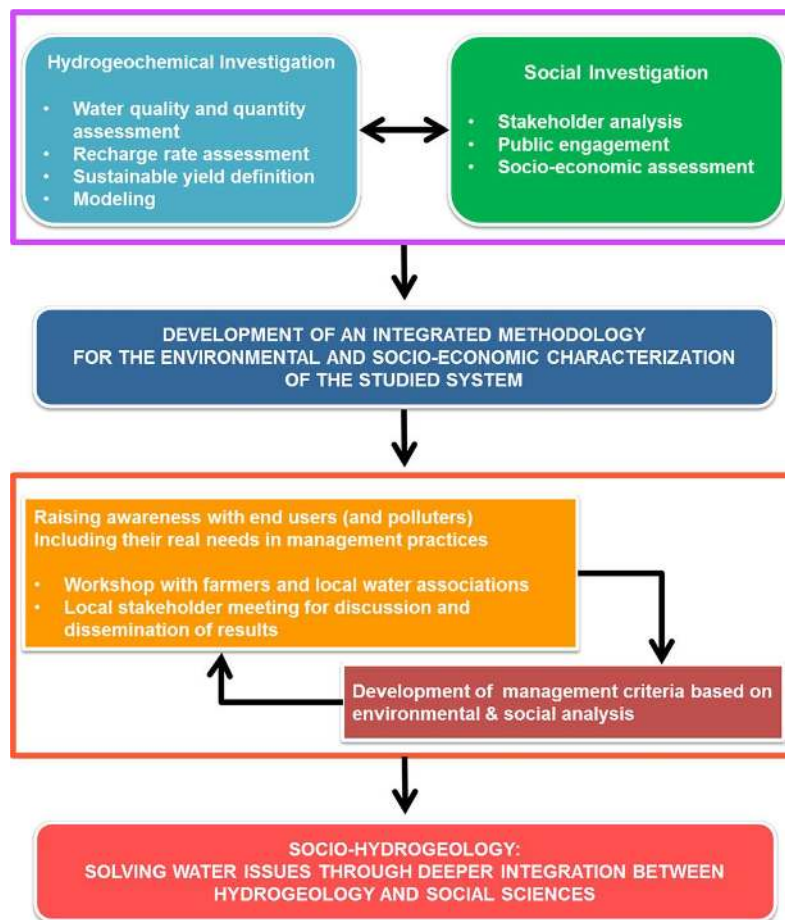 Hydrogeochemical Investigation
• Water quality and quantity
assessment
• Recharge rate assessment
• Sustainable yield definition
• Modeling
Social Investigation
• Stakeholder analysis
• Public engagement
• Socio-economic assessment
DEVELOPMENT OF AN INTEGRATED METHODOLOGY
FOR THE ENVIRONMENTAL AND SOCIO-ECONOMIC CHARACTERIZATION
OF THE STUDIED SYSTEM
Raising awareness with end users (and polluters)
Including their real needs in management practices
• Workshop with farmers and local water associations
• Local stakeholder meeting for discussion and
dissemination of results
Development of management criteria based on
environmental & social analysis
SOCIO-HYDROGEOLOGY:
SOLVING WATER ISSUES THROUGH DEEPER INTEGRATION BETWEEN
HYDROGEOLOGY AND SOCIAL SCIENCES